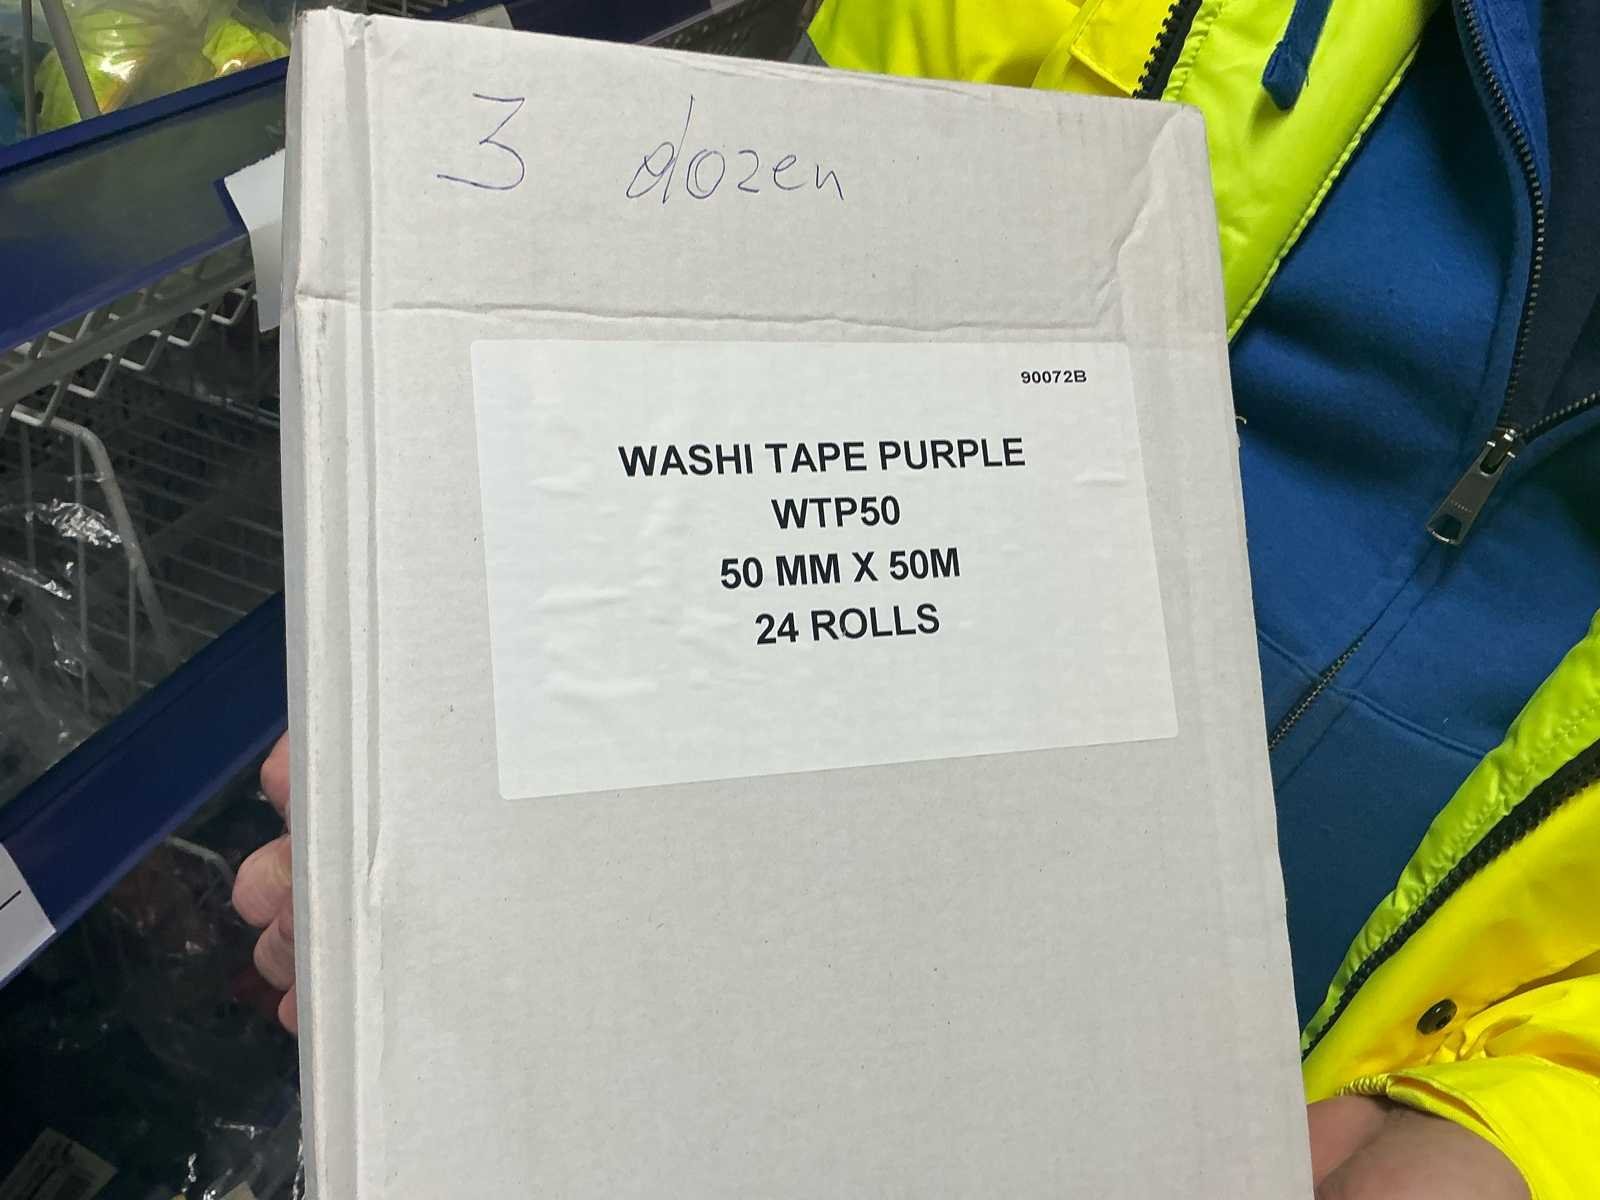 3 dozen
90072B
WASHI TAPE PURPLE
WTP50
50 MM X 50M
24 ROLLS